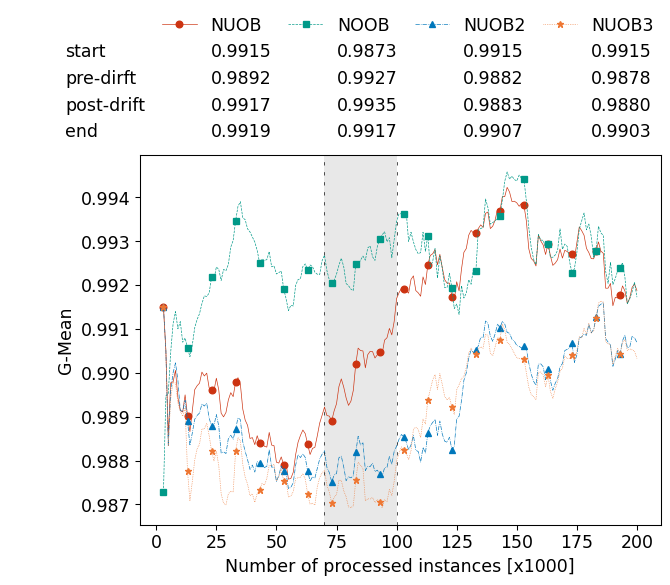 NUOB NOOB NUOB2 NUOB3
start 0.9915 0.9873 0.9915 0.9915
pre-dirft 0.9892 0.9927 0.9882 0.9878
post-drift 0.9917 0.9935 0.9883 0.9880
end 0.9919 0.9917 0.9907 0.9903
0.994
0.993
0.992
0.991
0.990
0.989
0.988
0.987
G-Mean
0 25 50 75 100 125 150 175 200
Number of processed instances [x1000]